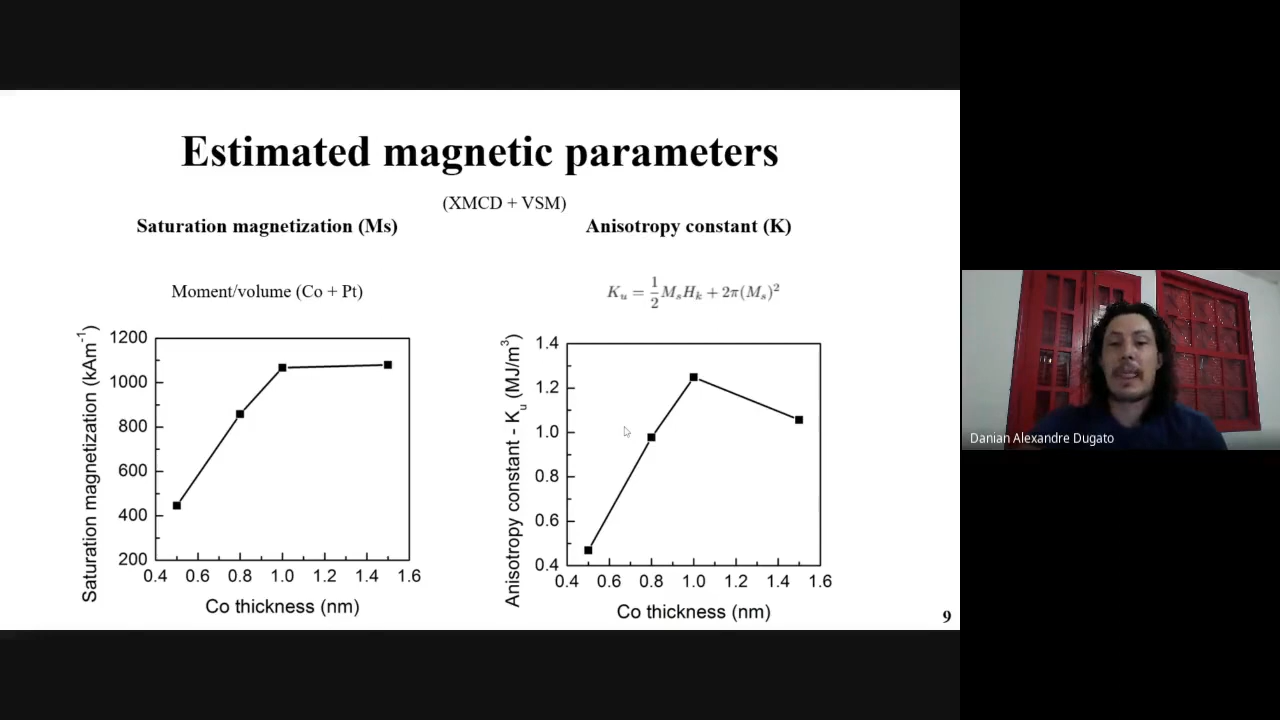 Estimated magnetic parameters
(XMCD + VSM)
Saturation magnetization (Ms)
Anisotropy constant (K)
Moment/volume (Co + Pt)
K_u = \frac{1}{2} M_s H_k + 2π(M_s)^2
Saturation magnetization (kAm⁻¹)
1200
1000
800
600
400
200
0.4 0.6 0.8 1.0 1.2 1.4 1.6
Co thickness (nm)
Anisotropy constant - K_u (MJ/m³)
1.4
1.2
1.0
0.8
0.6
0.4
0.4 0.6 0.8 1.0 1.2 1.4 1.6
Co thickness (nm)
9
Danian Alexandre Dugato